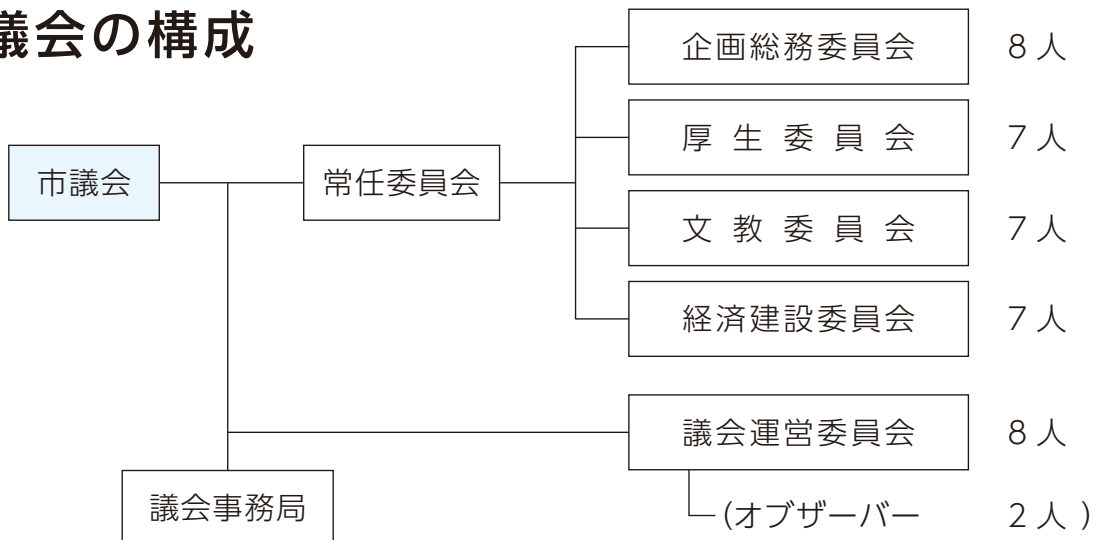 議会の構成
企画総務委員会 8人
厚生委員会 7人
市議会
常任委員会
文教委員会 7人
経済建設委員会 7人
議会運営委員会 8人
議会事務局
(オブザーバー 2人)